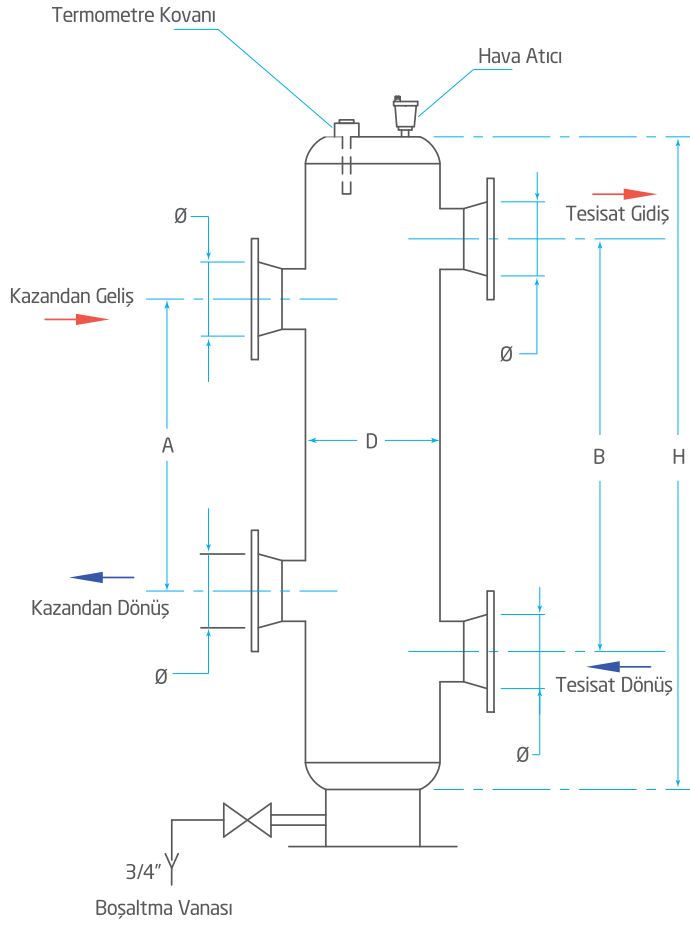 Termometre Kovanı
Hava Atıcı
Ø
Tesisat Gidiş
Kazandan Geliş
Ø
A
D
B
H
Kazandan Dönüş
Ø
Tesisat Dönüş
Ø
3/4”
Boşaltma Vanası